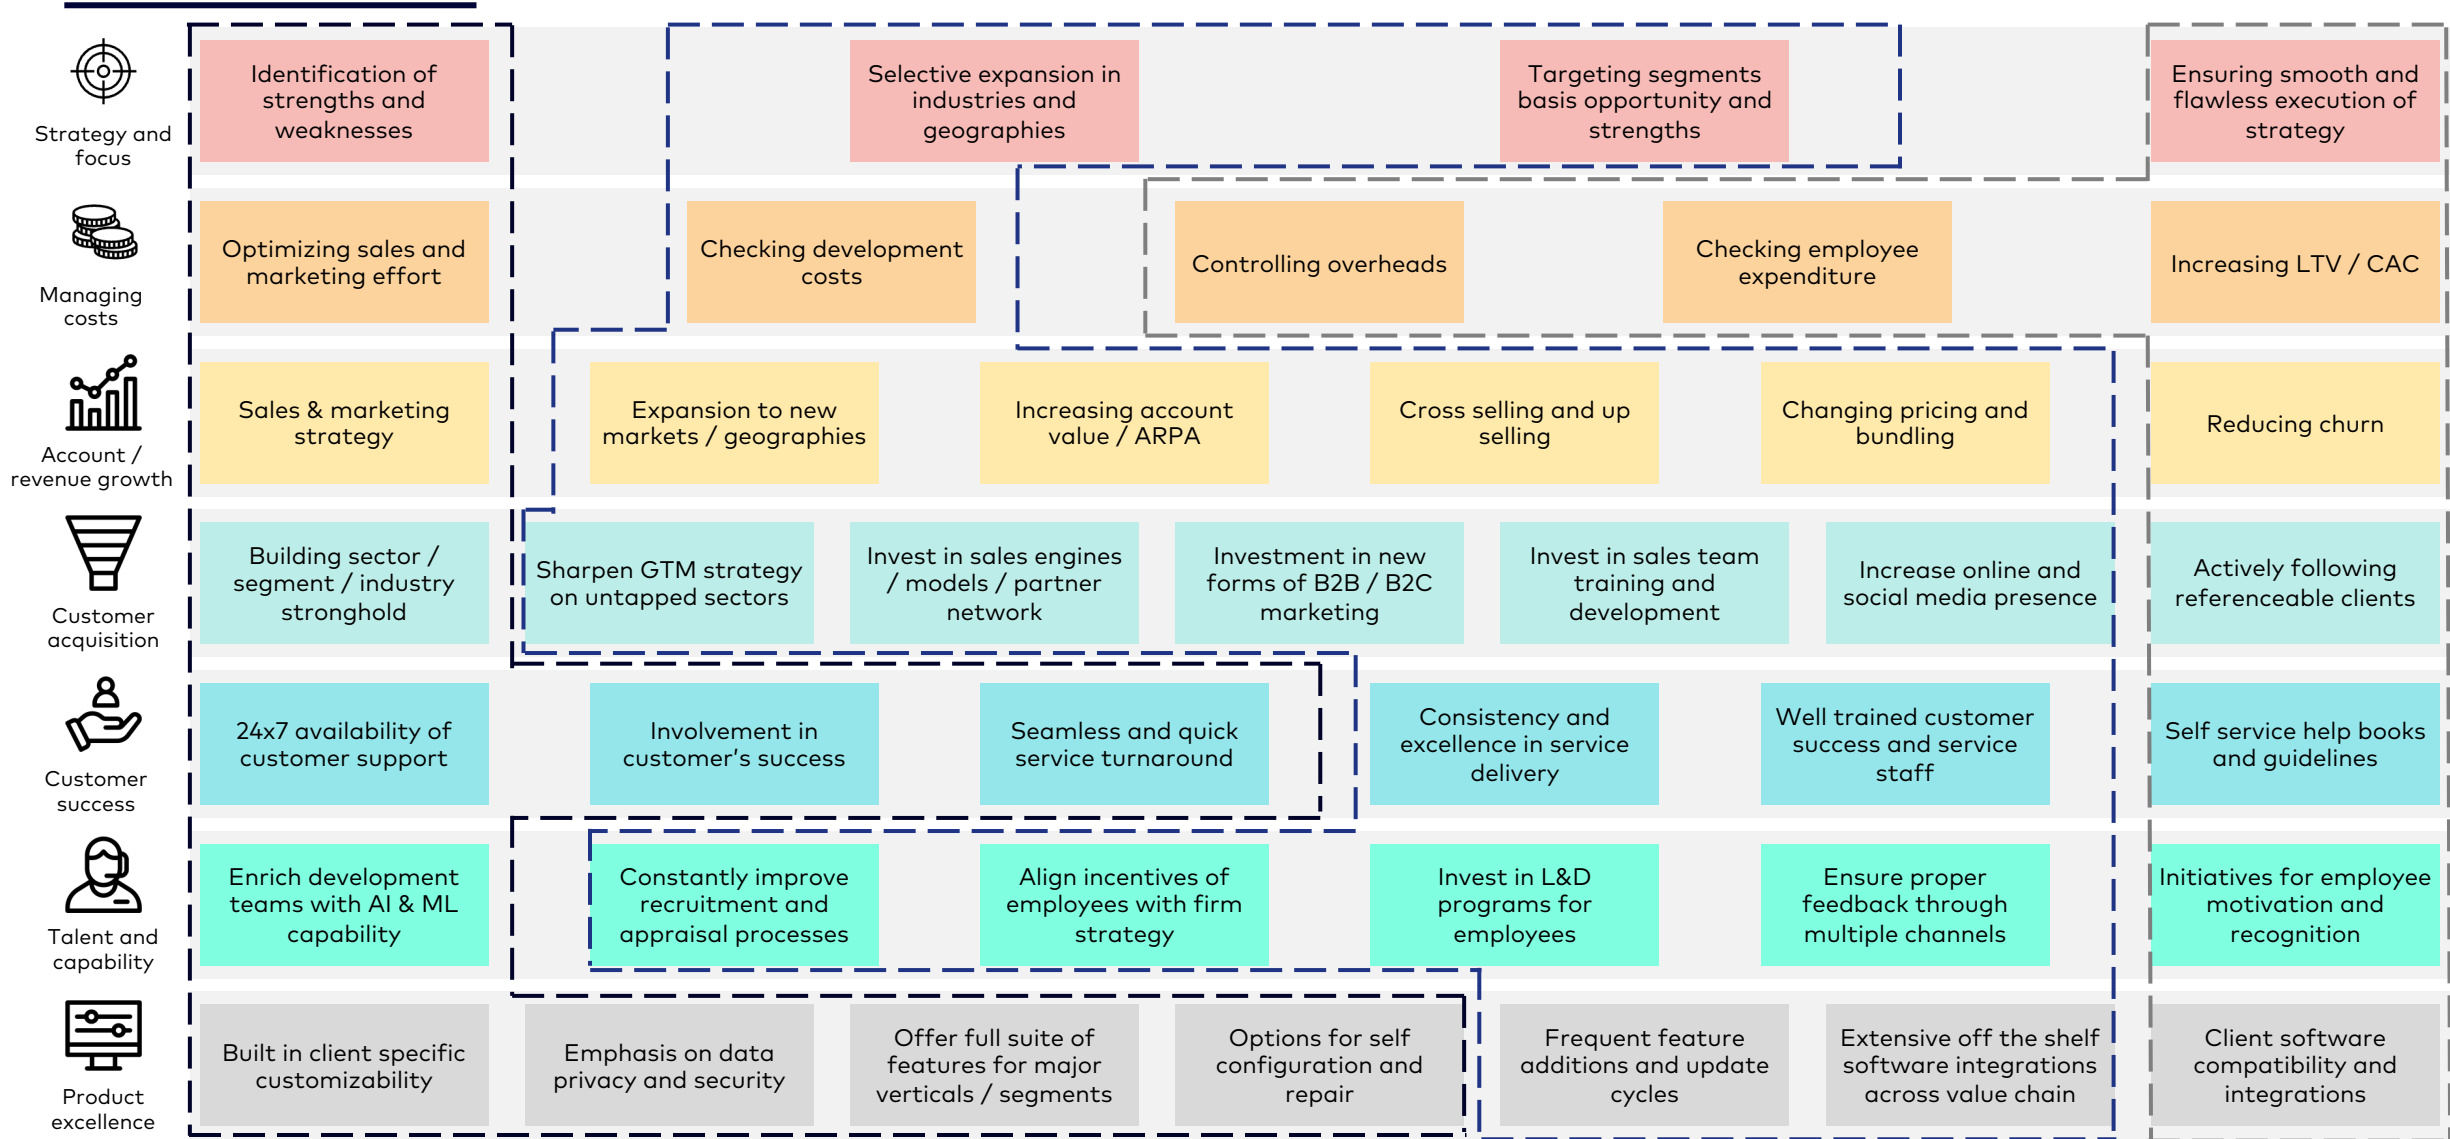 Strategy and
focus
Identification of
strengths and
weaknesses
Selective expansion in
industries and
geographies
Targeting segments
basis opportunity and
strengths
Ensuring smooth and
flawless execution of
strategy
Managing
costs
Optimizing sales and
marketing effort
Checking development
costs
Controlling overheads
Checking employee
expenditure
Increasing LTV / CAC
Account /
revenue growth
Sales & marketing
strategy
Expansion to new
markets / geographies
Increasing account
value / ARPA
Cross selling and up
selling
Changing pricing and
bundling
Reducing churn
Customer
acquisition
Building sector /
segment / industry
stronghold
Sharpen GTM strategy
on untapped sectors
Invest in sales engines
/ models / partner
network
Investment in new
forms of B2B / B2C
marketing
Invest in sales team
training and
development
Increase online and
social media presence
Actively following
referenceable clients
Customer
success
24x7 availability of
customer support
Involvement in
customer’s success
Seamless and quick
service turnaround
Consistency and
excellence in service
delivery
Well trained customer
success and service
staff
Self service help books
and guidelines
Talent and
capability
Enrich development
teams with AI & ML
capability
Constantly improve
recruitment and
appraisal processes
Align incentives of
employees with firm
strategy
Invest in L&D
programs for
employees
Ensure proper
feedback through
multiple channels
Initiatives for employee
motivation and
recognition
Product
excellence
Built in client specific
customizability
Emphasis on data
privacy and security
Offer full suite of
features for major
verticals / segments
Options for self
configuration and
repair
Frequent feature
additions and update
cycles
Extensive off the shelf
software integrations
across value chain
Client software
compatibility and
integrations